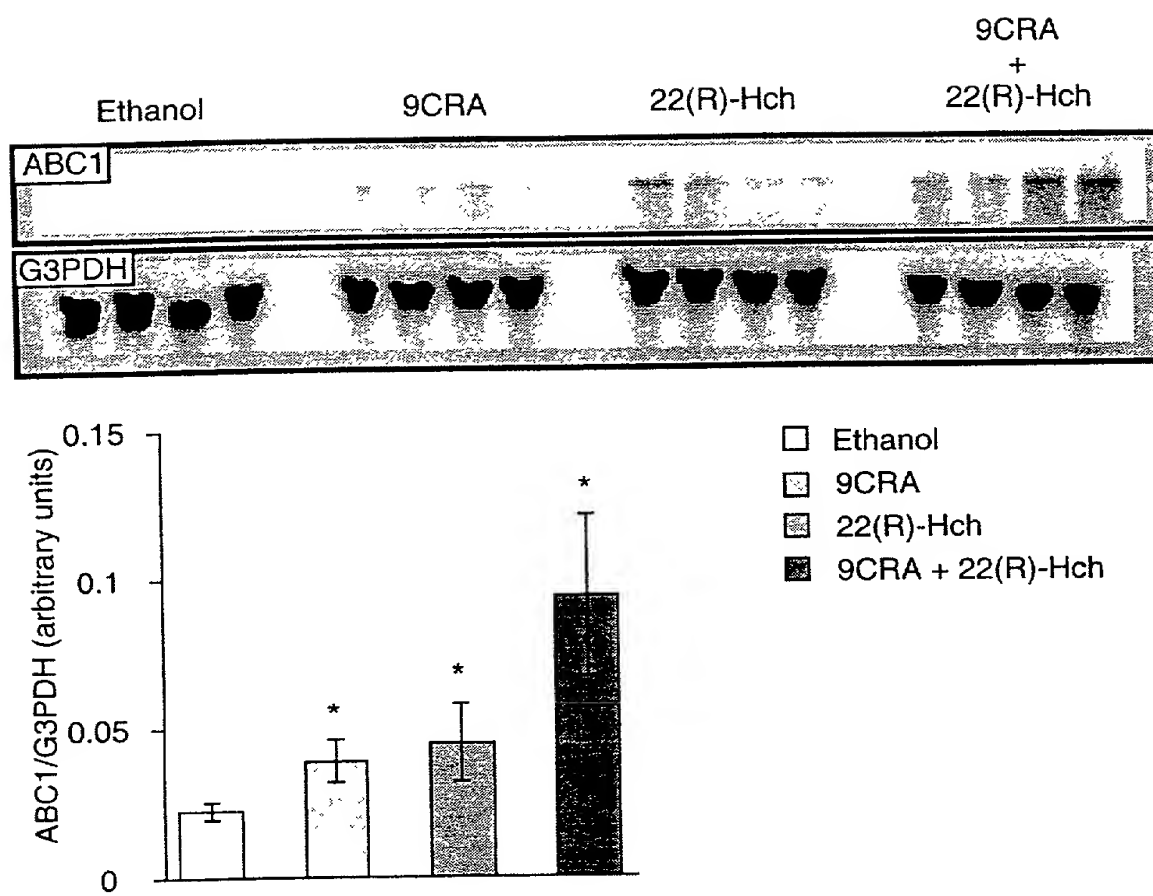 Ethanol
9CRA
22(R)-Hch
9CRA
+
22(R)-Hch
ABC1
G3PDH
ABC1/G3PDH (arbitrary units)
0.15
0.1
0.05
0
*
*
*
Ethanol
9CRA
22(R)-Hch
9CRA + 22(R)-Hch